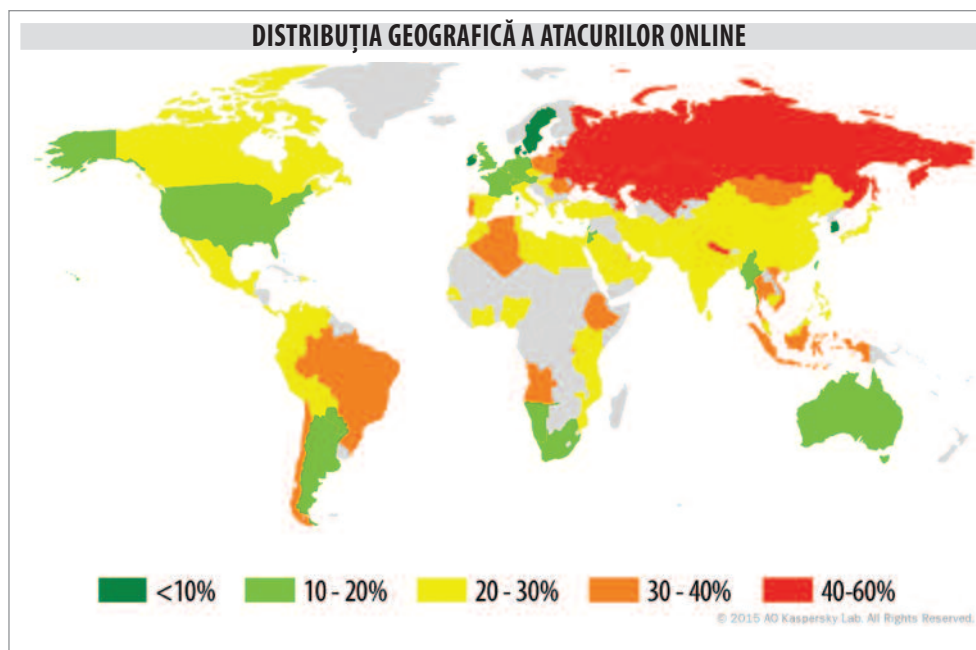 DISTRIBUȚIA GEOGRAFICĂ A ATACURILOR ONLINE
<10% 10 - 20% 20 - 30% 30 - 40% 40-60%
© 2015 AO Kaspersky Lab. All Rights Reserved.